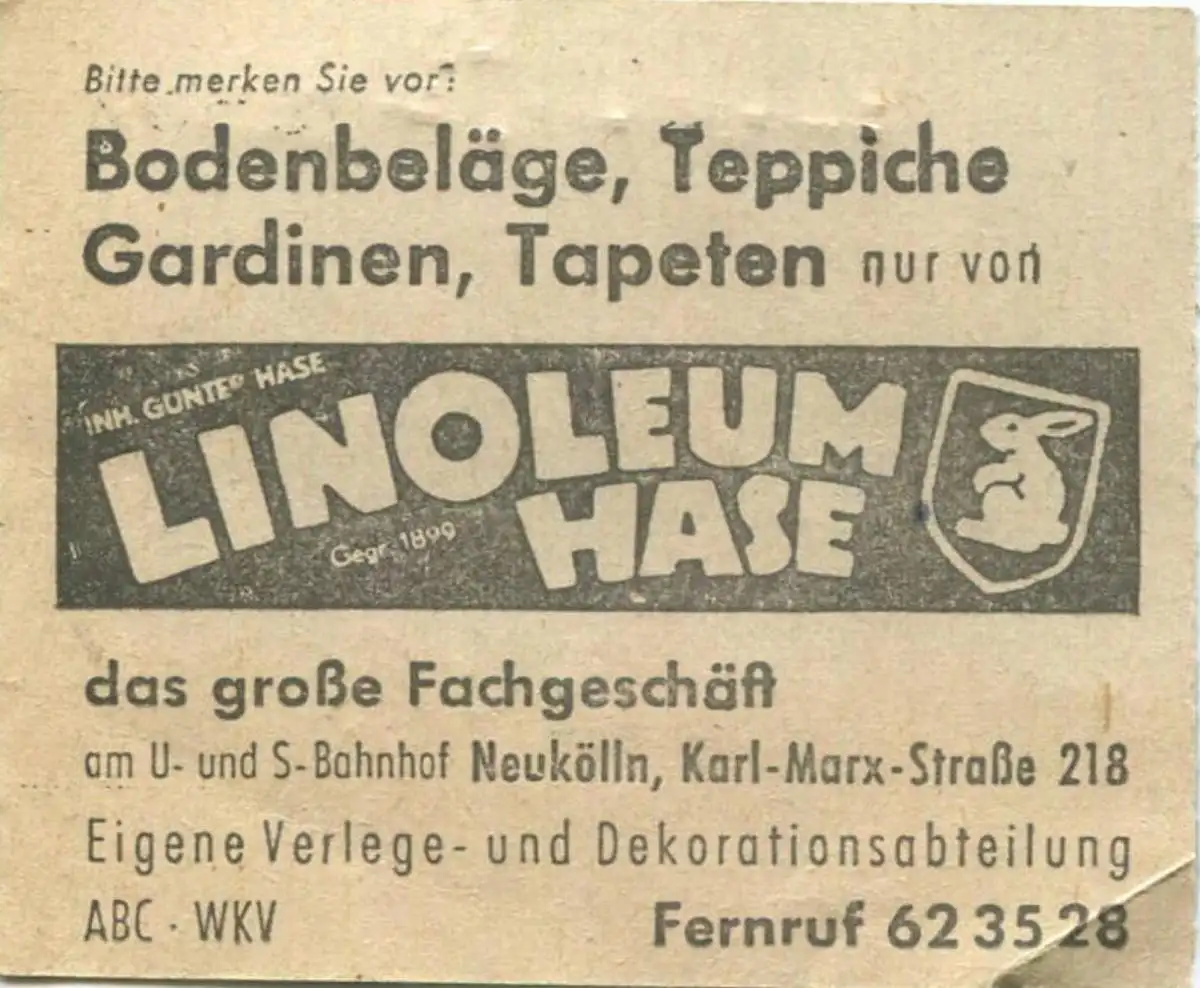 Bitte merken Sie vor:
Bodenbeläge, Teppiche
Gardinen, Tapeten nur von
INH. GÜNTER HASE
LINOLEUM
HASE
Gegr. 1899
das große Fachgeschäft
am U- und S-Bahnhof Neukölln, Karl-Marx-Straße 218
Eigene Verlege- und Dekorationsabteilung
ABC · WKV Fernruf 62 35 28